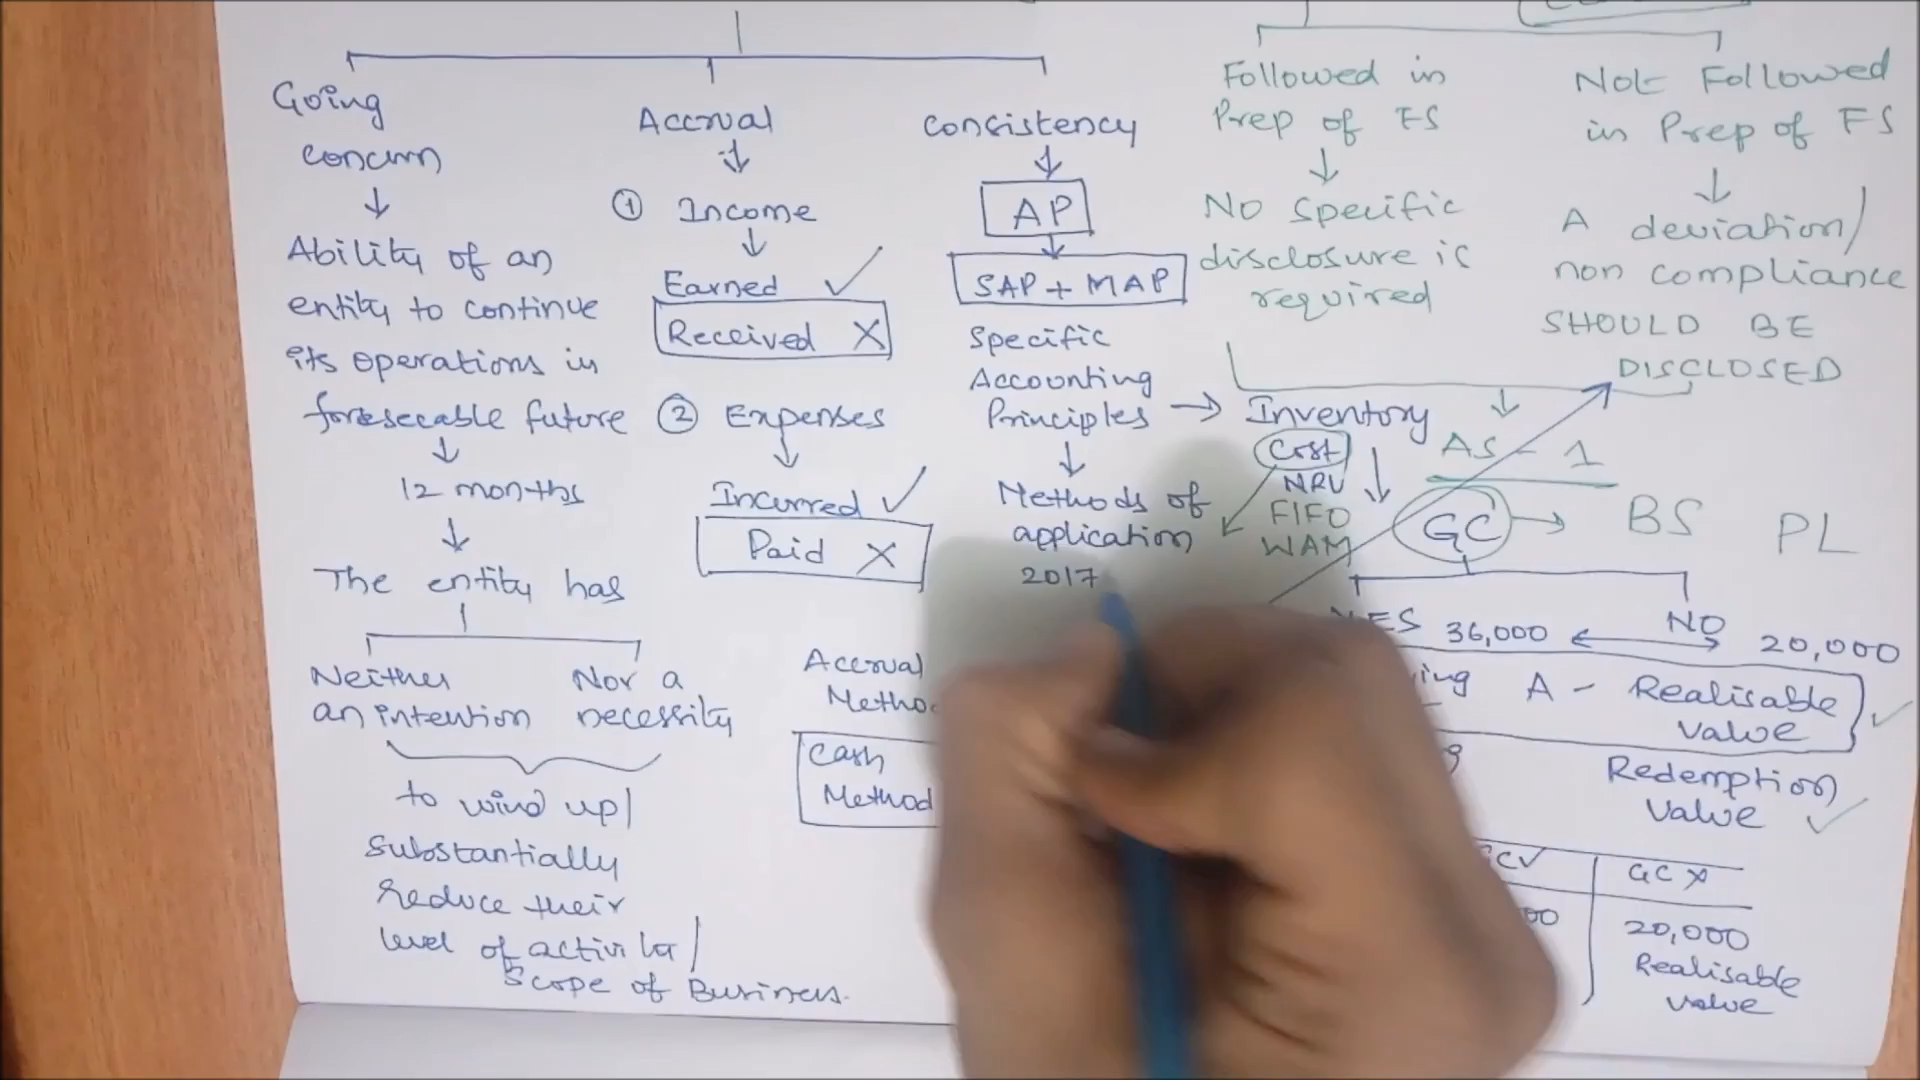 Going
concern
Ability of an
entity to continue
its operations in
foreseeable future
12 months
The entity has
Neither
an intention
Nor a
necessity
to wind up/
Substantially
reduce their
level of activity/
Scope of Business.
Accrual
① Income
Earned ✓
Received X
② Expenses
Incurred ✓
Paid X
Accrual
Cash
Method
Consistency
AP
SAP + MAP
Specific
Accounting
Principles → Inventory
Cost
NRV
FIFO
WAM
Methods of
application
2017
Followed in
Prep of FS
No specific
disclosure is
required
Not Followed
in Prep of FS
A deviation/
non compliance
SHOULD BE
DISCLOSED
AS - 1
GC → BS PL
36,000
NO 20,000
A - Realisable
Value
Redemption
Value ✓
GC X
20,000
Realisable
Value